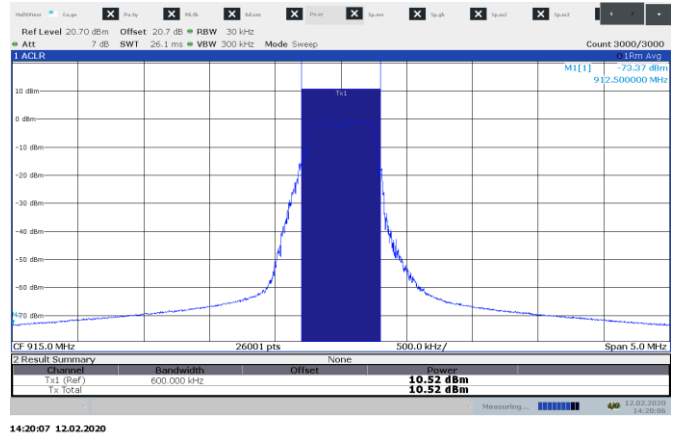 Ref Level 20.70 dBm Offset 20.7 dB RBW 30 kHz
Att 7 dB SWT 26.1 ms VBW 300 kHz Mode Sweep Count 3000/3000
1 ACLR 1Rm Avg
M1[1] -73.37 dBm
912.500000 MHz
10 dBm
Tx1
0 dBm
-10 dBm
-20 dBm
-30 dBm
-40 dBm
-50 dBm
-60 dBm
-70 dBm
CF 915.0 MHz 26001 pts 500.0 kHz/ Span 5.0 MHz
2 Result Summary None
Channel Bandwidth Offset Power
Tx1 (Ref) 600.000 kHz 10.52 dBm
Tx Total 10.52 dBm
Measuring... 12.02.2020
14:20:06
14:20:07 12.02.2020